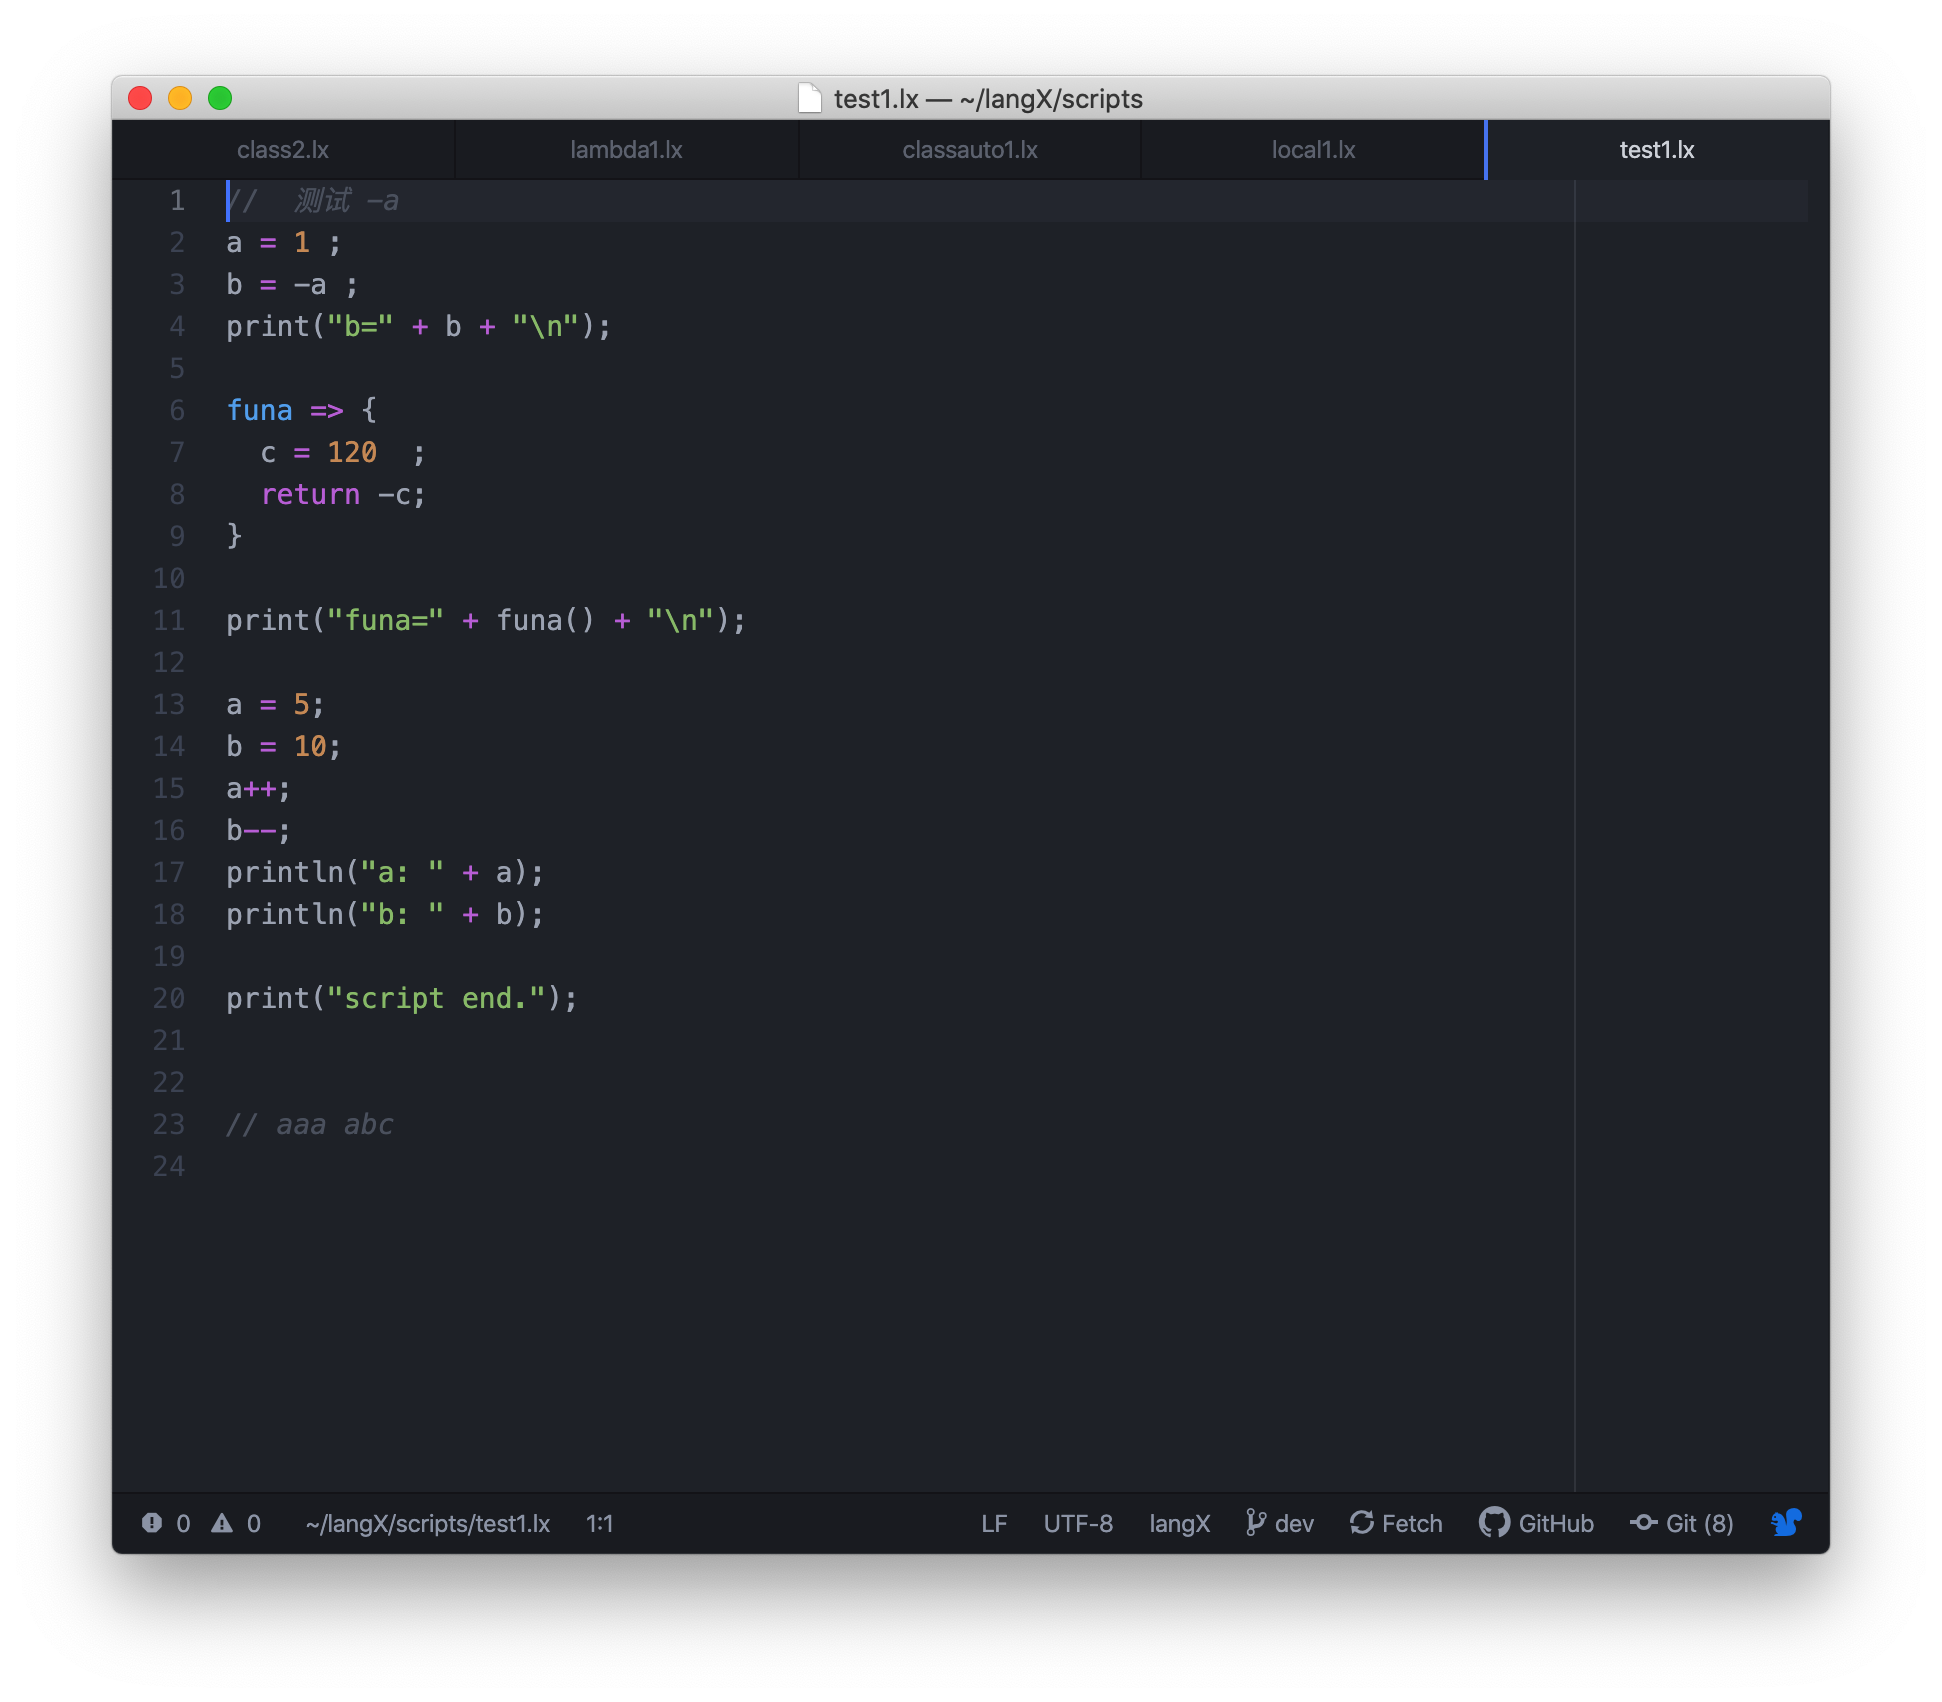 test1.lx — ~/langX/scripts
class2.lx lambda1.lx classauto1.lx local1.lx test1.lx
1 //  测试 -a
2 a = 1 ;
3 b = -a ;
4 print("b=" + b + "\n");
5
6 funa => {
7   c = 120  ;
8   return -c;
9 }
10
11 print("funa=" + funa() + "\n");
12
13 a = 5;
14 b = 10;
15 a++;
16 b--;
17 println("a: " + a);
18 println("b: " + b);
19
20 print("script end.");
21
22
23 // aaa abc
24
0 0 ~/langX/scripts/test1.lx 1:1 LF UTF-8 langX dev Fetch GitHub Git (8)